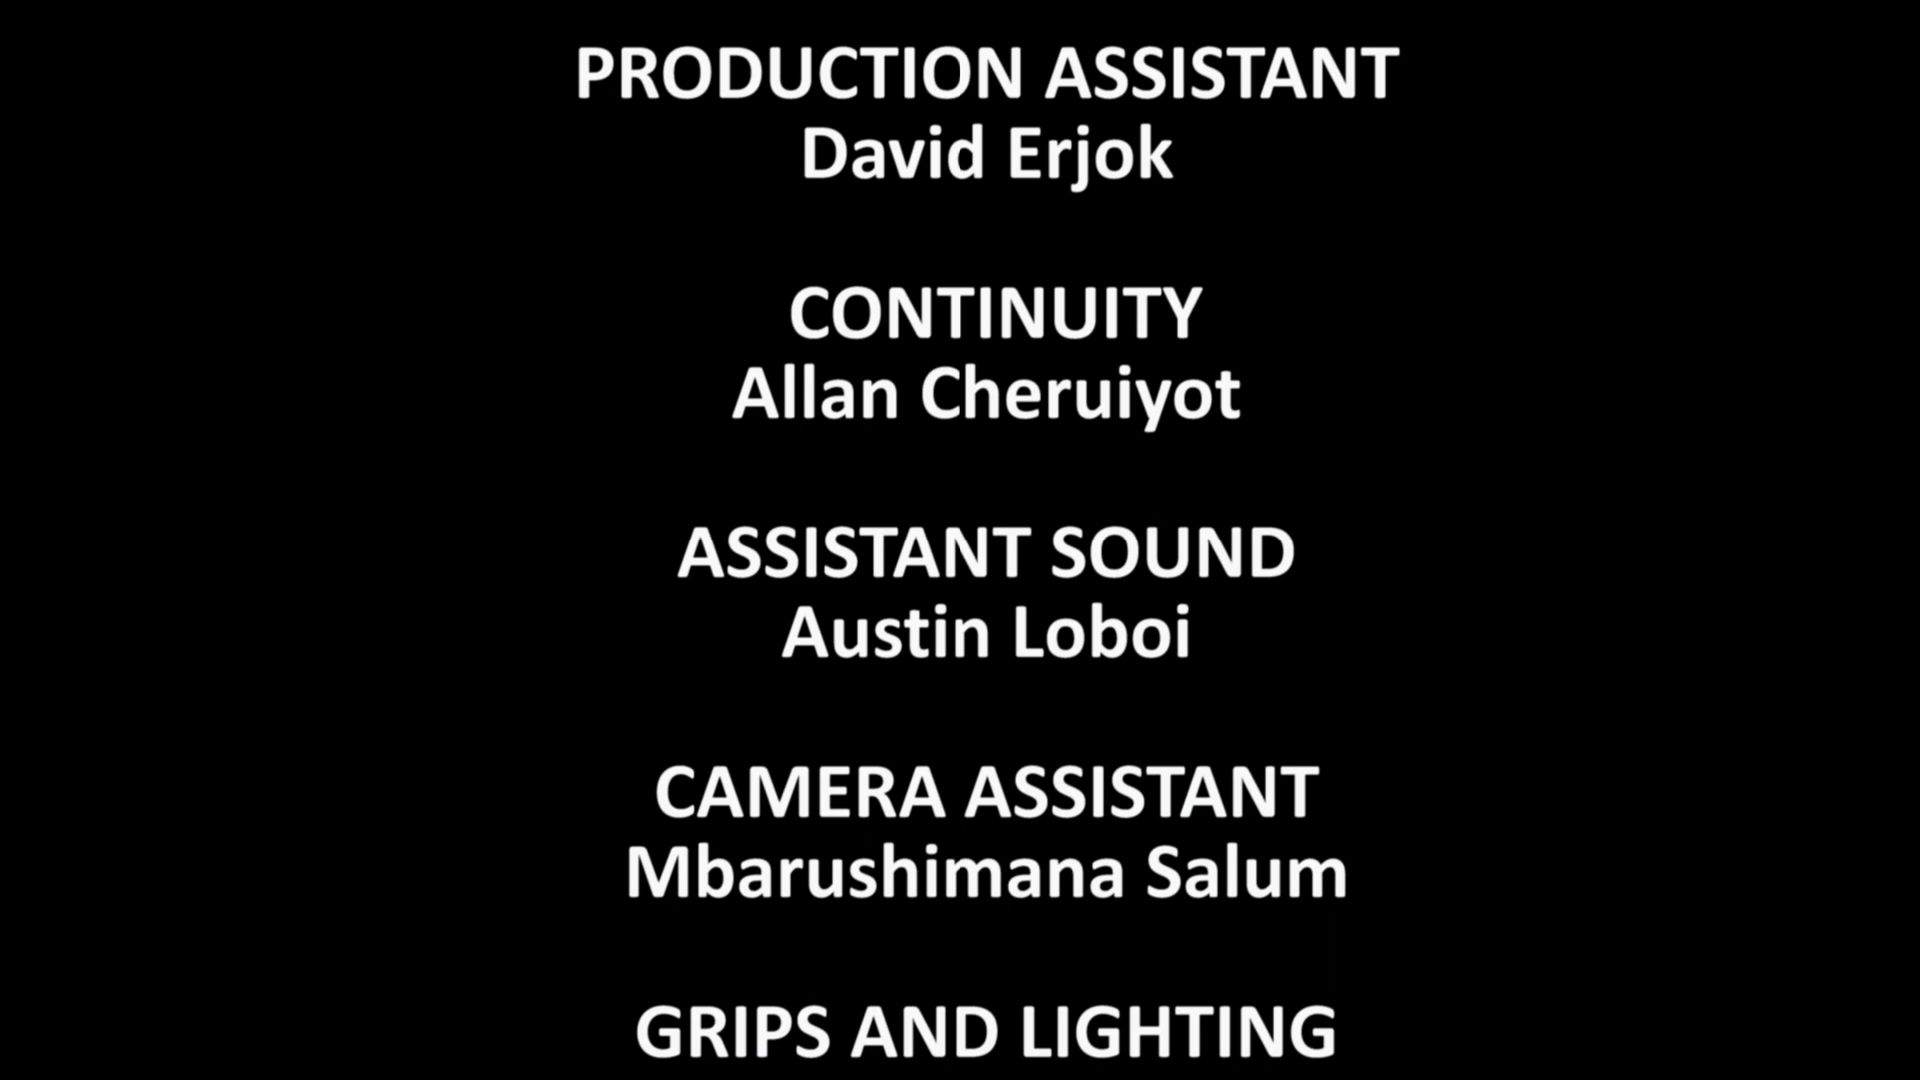 PRODUCTION ASSISTANT
David Erjok
CONTINUITY
Allan Cheruiyot
ASSISTANT SOUND
Austin Loboi
CAMERA ASSISTANT
Mbarushimana Salum
GRIPS AND LIGHTING